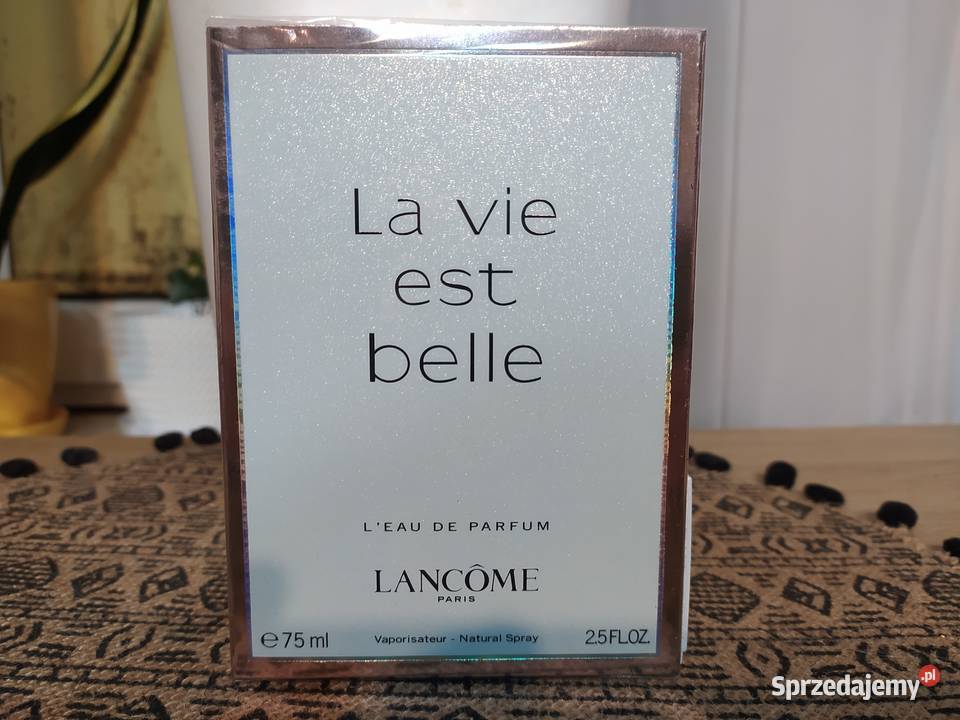 La vie
est
belle
L'EAU DE PARFUM
LANCÔME
PARIS
℮ 75 ml Vaporisateur - Natural Spray 2.5 FL.OZ.
Sprzedajemy.pl